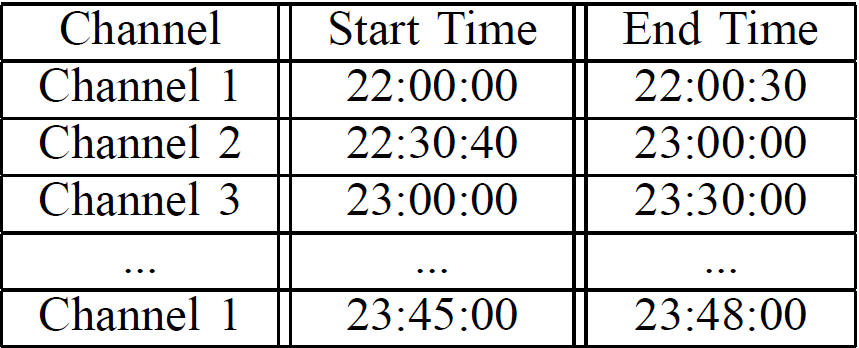 Channel Start Time End Time
Channel 1 22:00:00 22:00:30
Channel 2 22:30:40 23:00:00
Channel 3 23:00:00 23:30:00
... ... ...
Channel 1 23:45:00 23:48:00